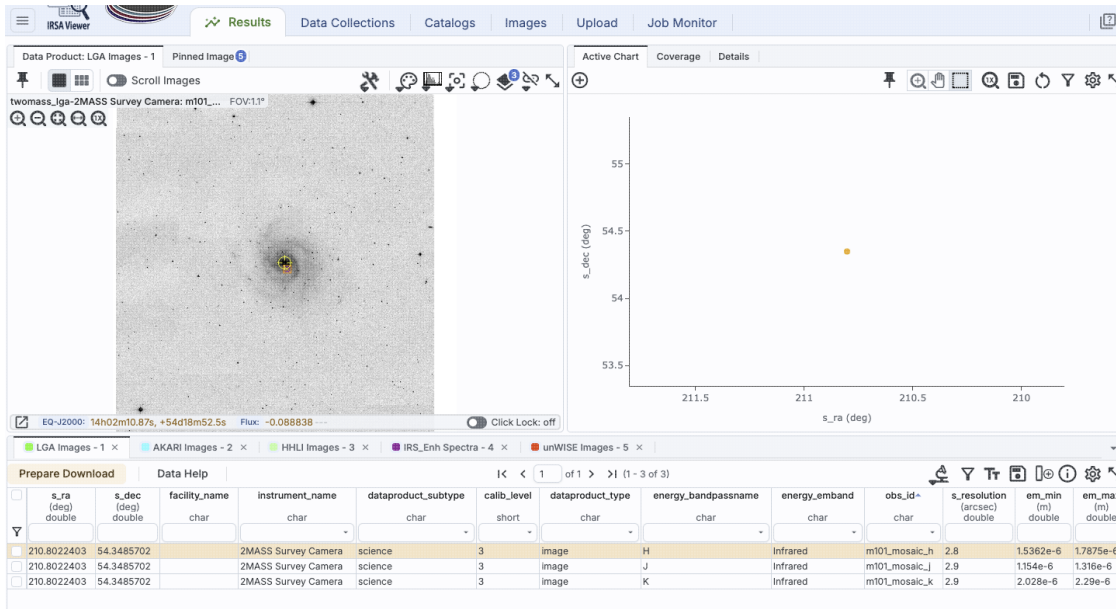 IRSA Viewer
Results
Data Collections
Catalogs
Images
Upload
Job Monitor
Data Product: LGA Images - 1
Pinned Image 5
Active Chart
Coverage
Details
Scroll Images
3
twomass_lga-2MASS Survey Camera: m101_... FOV:1.1°
1X
1X
55
54.5
54
53.5
s_dec (deg)
211.5
211
210.5
210
s_ra (deg)
EQ-J2000: 14h02m10.87s, +54d18m52.5s Flux: -0.088838
Click Lock: off
LGA Images - 1 ×
AKARI Images - 2 ×
HHLI Images - 3 ×
IRS_Enh Spectra - 4 ×
unWISE Images - 5 ×
Prepare Download
Data Help
1 of 1 (1 - 3 of 3)
s_ra s_dec facility_name instrument_name dataproduct_subtype calib_level dataproduct_type energy_bandpassname energy_emband obs_id s_resolution em_min em_max
(deg) (deg) (arcsec) (m) (m)
double double char char char short char char char char double double double
210.8022403 54.3485702 2MASS Survey Camera science 3 image H Infrared m101_mosaic_h 2.8 1.5362e-6 1.7875e-6
210.8022403 54.3485702 2MASS Survey Camera science 3 image J Infrared m101_mosaic_j 2.9 1.154e-6 1.316e-6
210.8022403 54.3485702 2MASS Survey Camera science 3 image K Infrared m101_mosaic_k 2.9 2.028e-6 2.29e-6